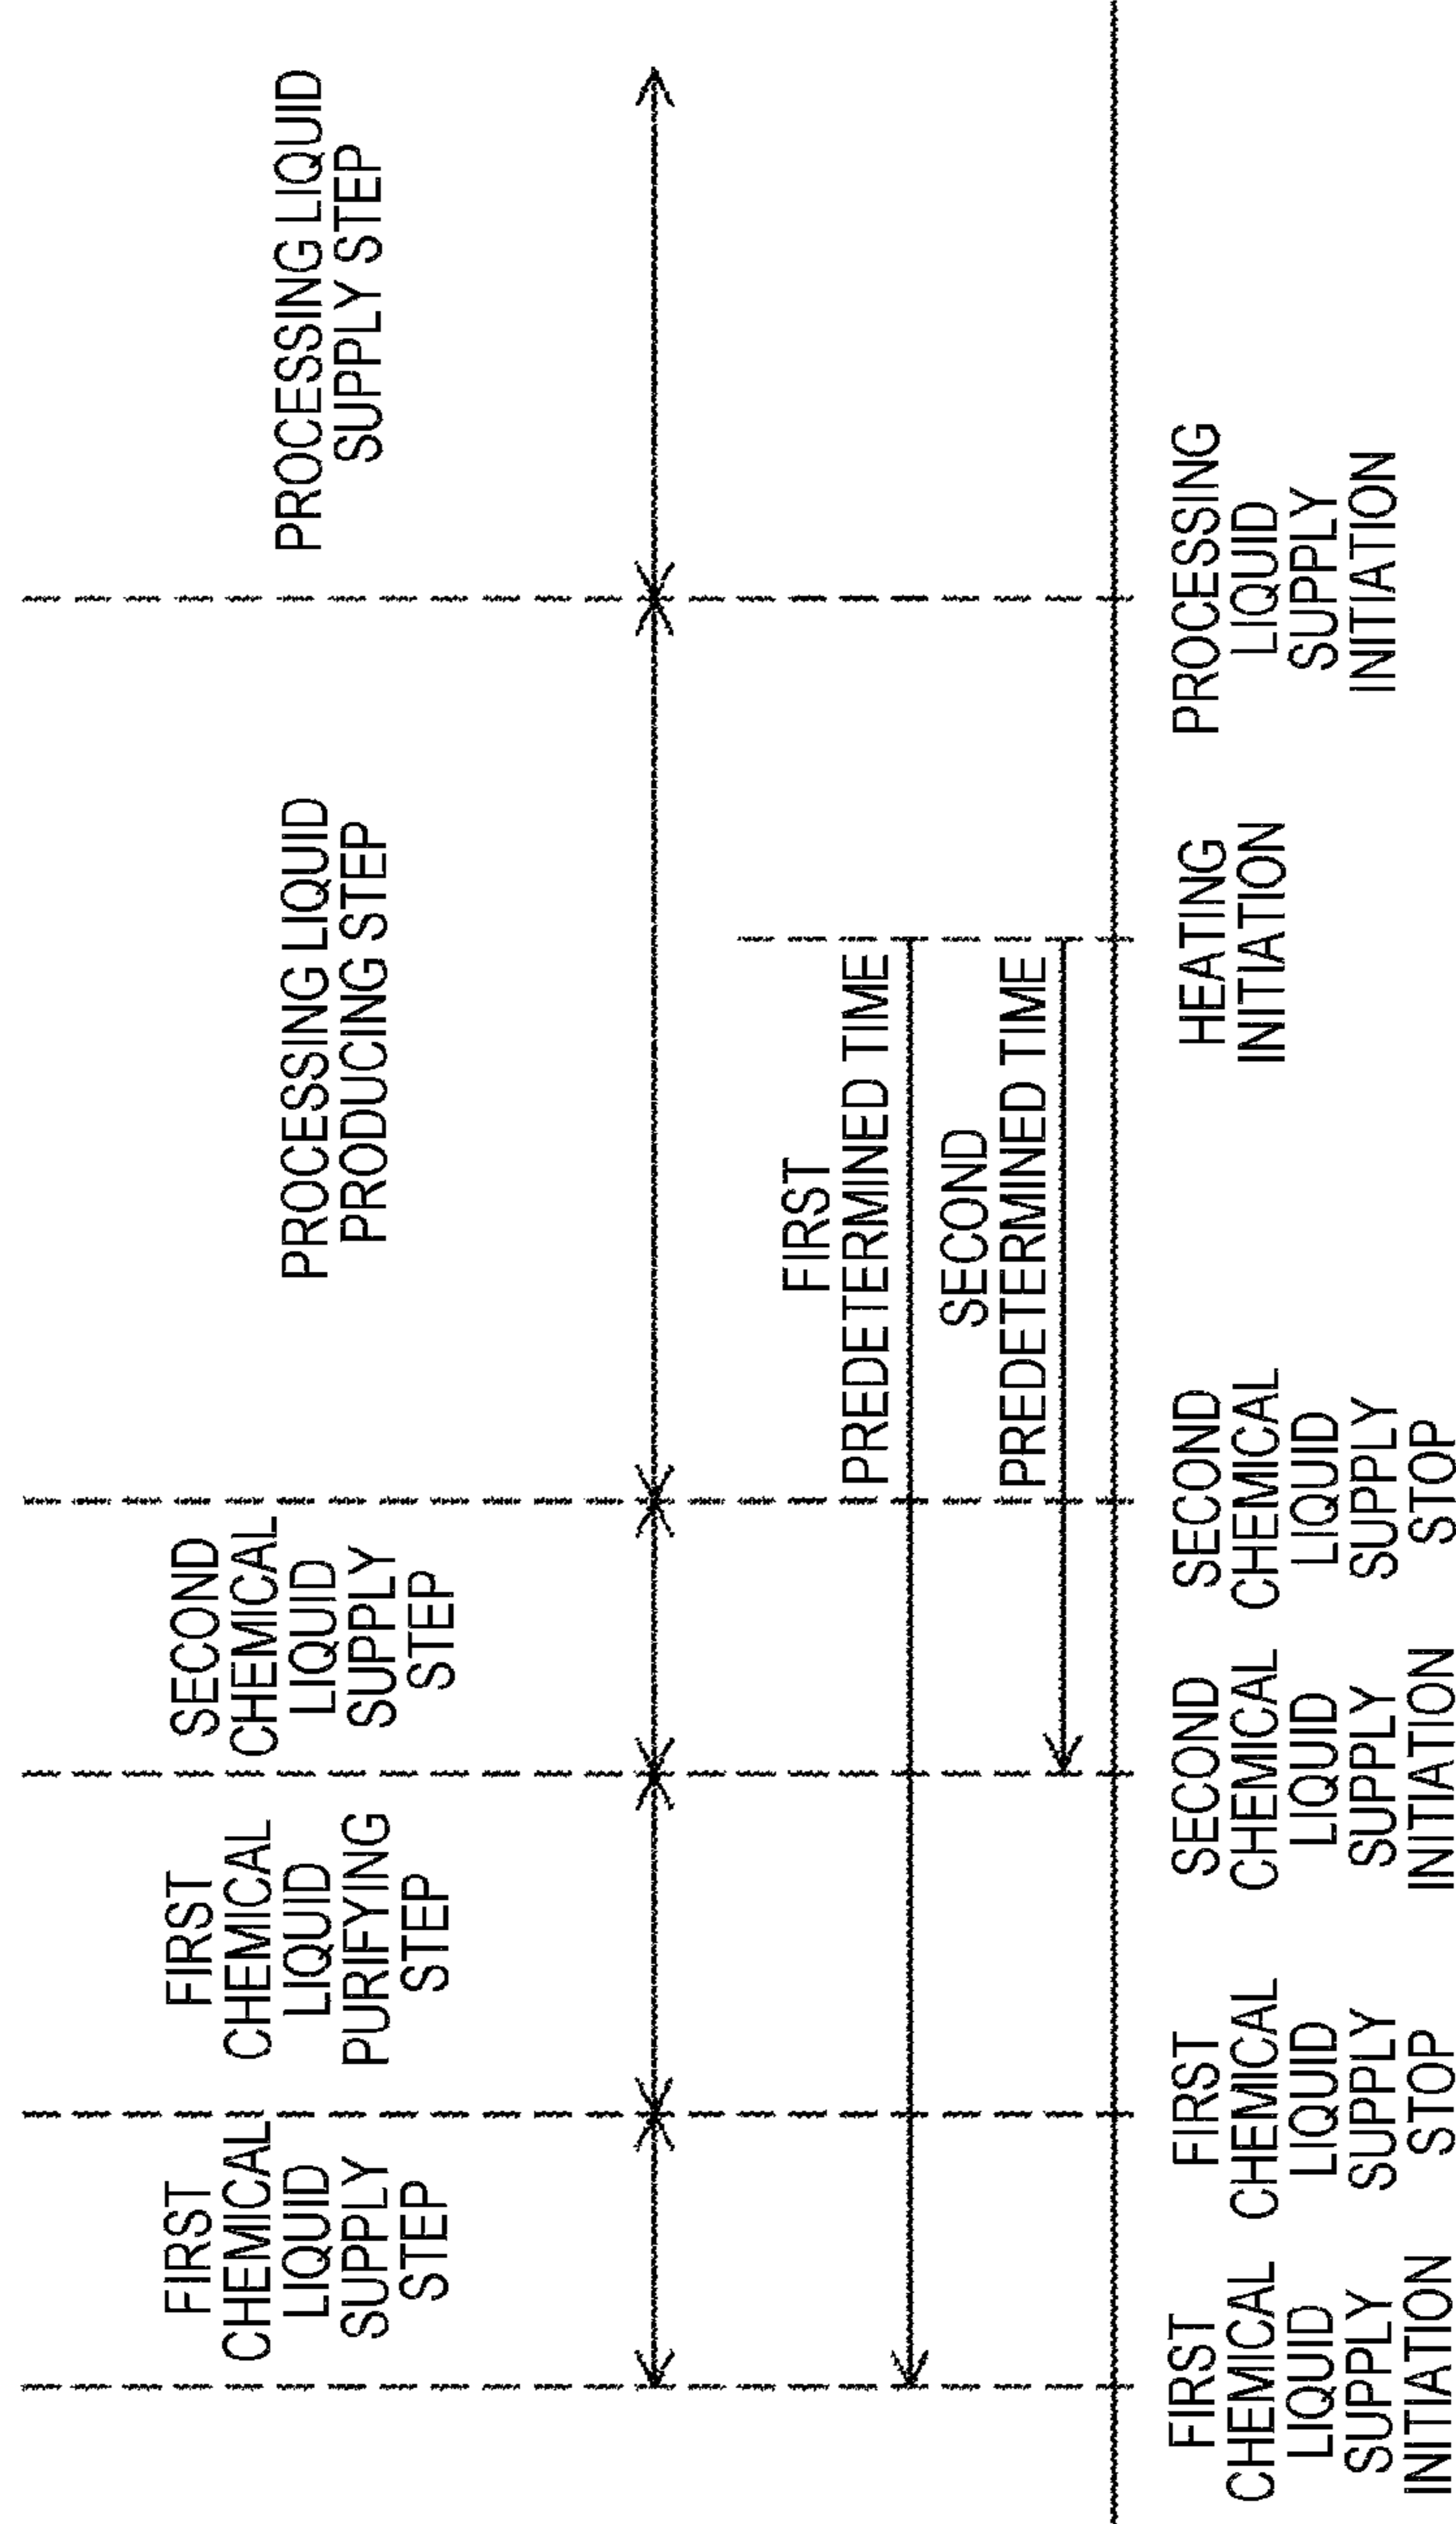 FIRST
CHEMICAL
LIQUID
SUPPLY
STEP
FIRST
CHEMICAL
LIQUID
PURIFYING
STEP
SECOND
CHEMICAL
LIQUID
SUPPLY
STEP
PROCESSING LIQUID
PRODUCING STEP
PROCESSING LIQUID
SUPPLY STEP
FIRST
PREDETERMINED TIME
SECOND
PREDETERMINED TIME
FIRST
CHEMICAL
LIQUID
SUPPLY
INITIATION
FIRST
CHEMICAL
LIQUID
SUPPLY
STOP
SECOND
CHEMICAL
LIQUID
SUPPLY
INITIATION
SECOND
CHEMICAL
LIQUID
SUPPLY
STOP
HEATING
INITIATION
PROCESSING
LIQUID
SUPPLY
INITIATION